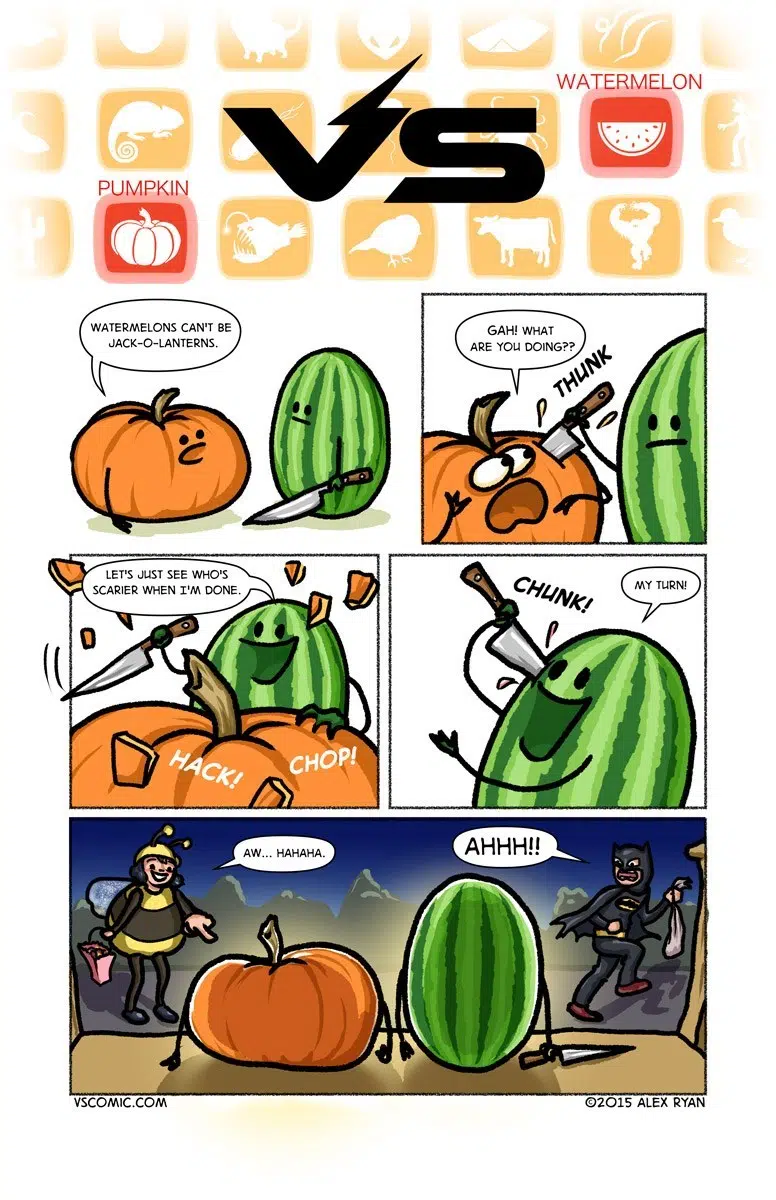 WATERMELON
VS
PUMPKIN
WATERMELONS CAN'T BE
JACK-O-LANTERNS.
GAH! WHAT
ARE YOU DOING??
THUNK
LET'S JUST SEE WHO'S
SCARIER WHEN I'M DONE.
HACK!
CHOP!
CHUNK!
MY TURN!
AW... HAHAHA.
AHHH!!
VSCOMIC.COM
©2015 ALEX RYAN